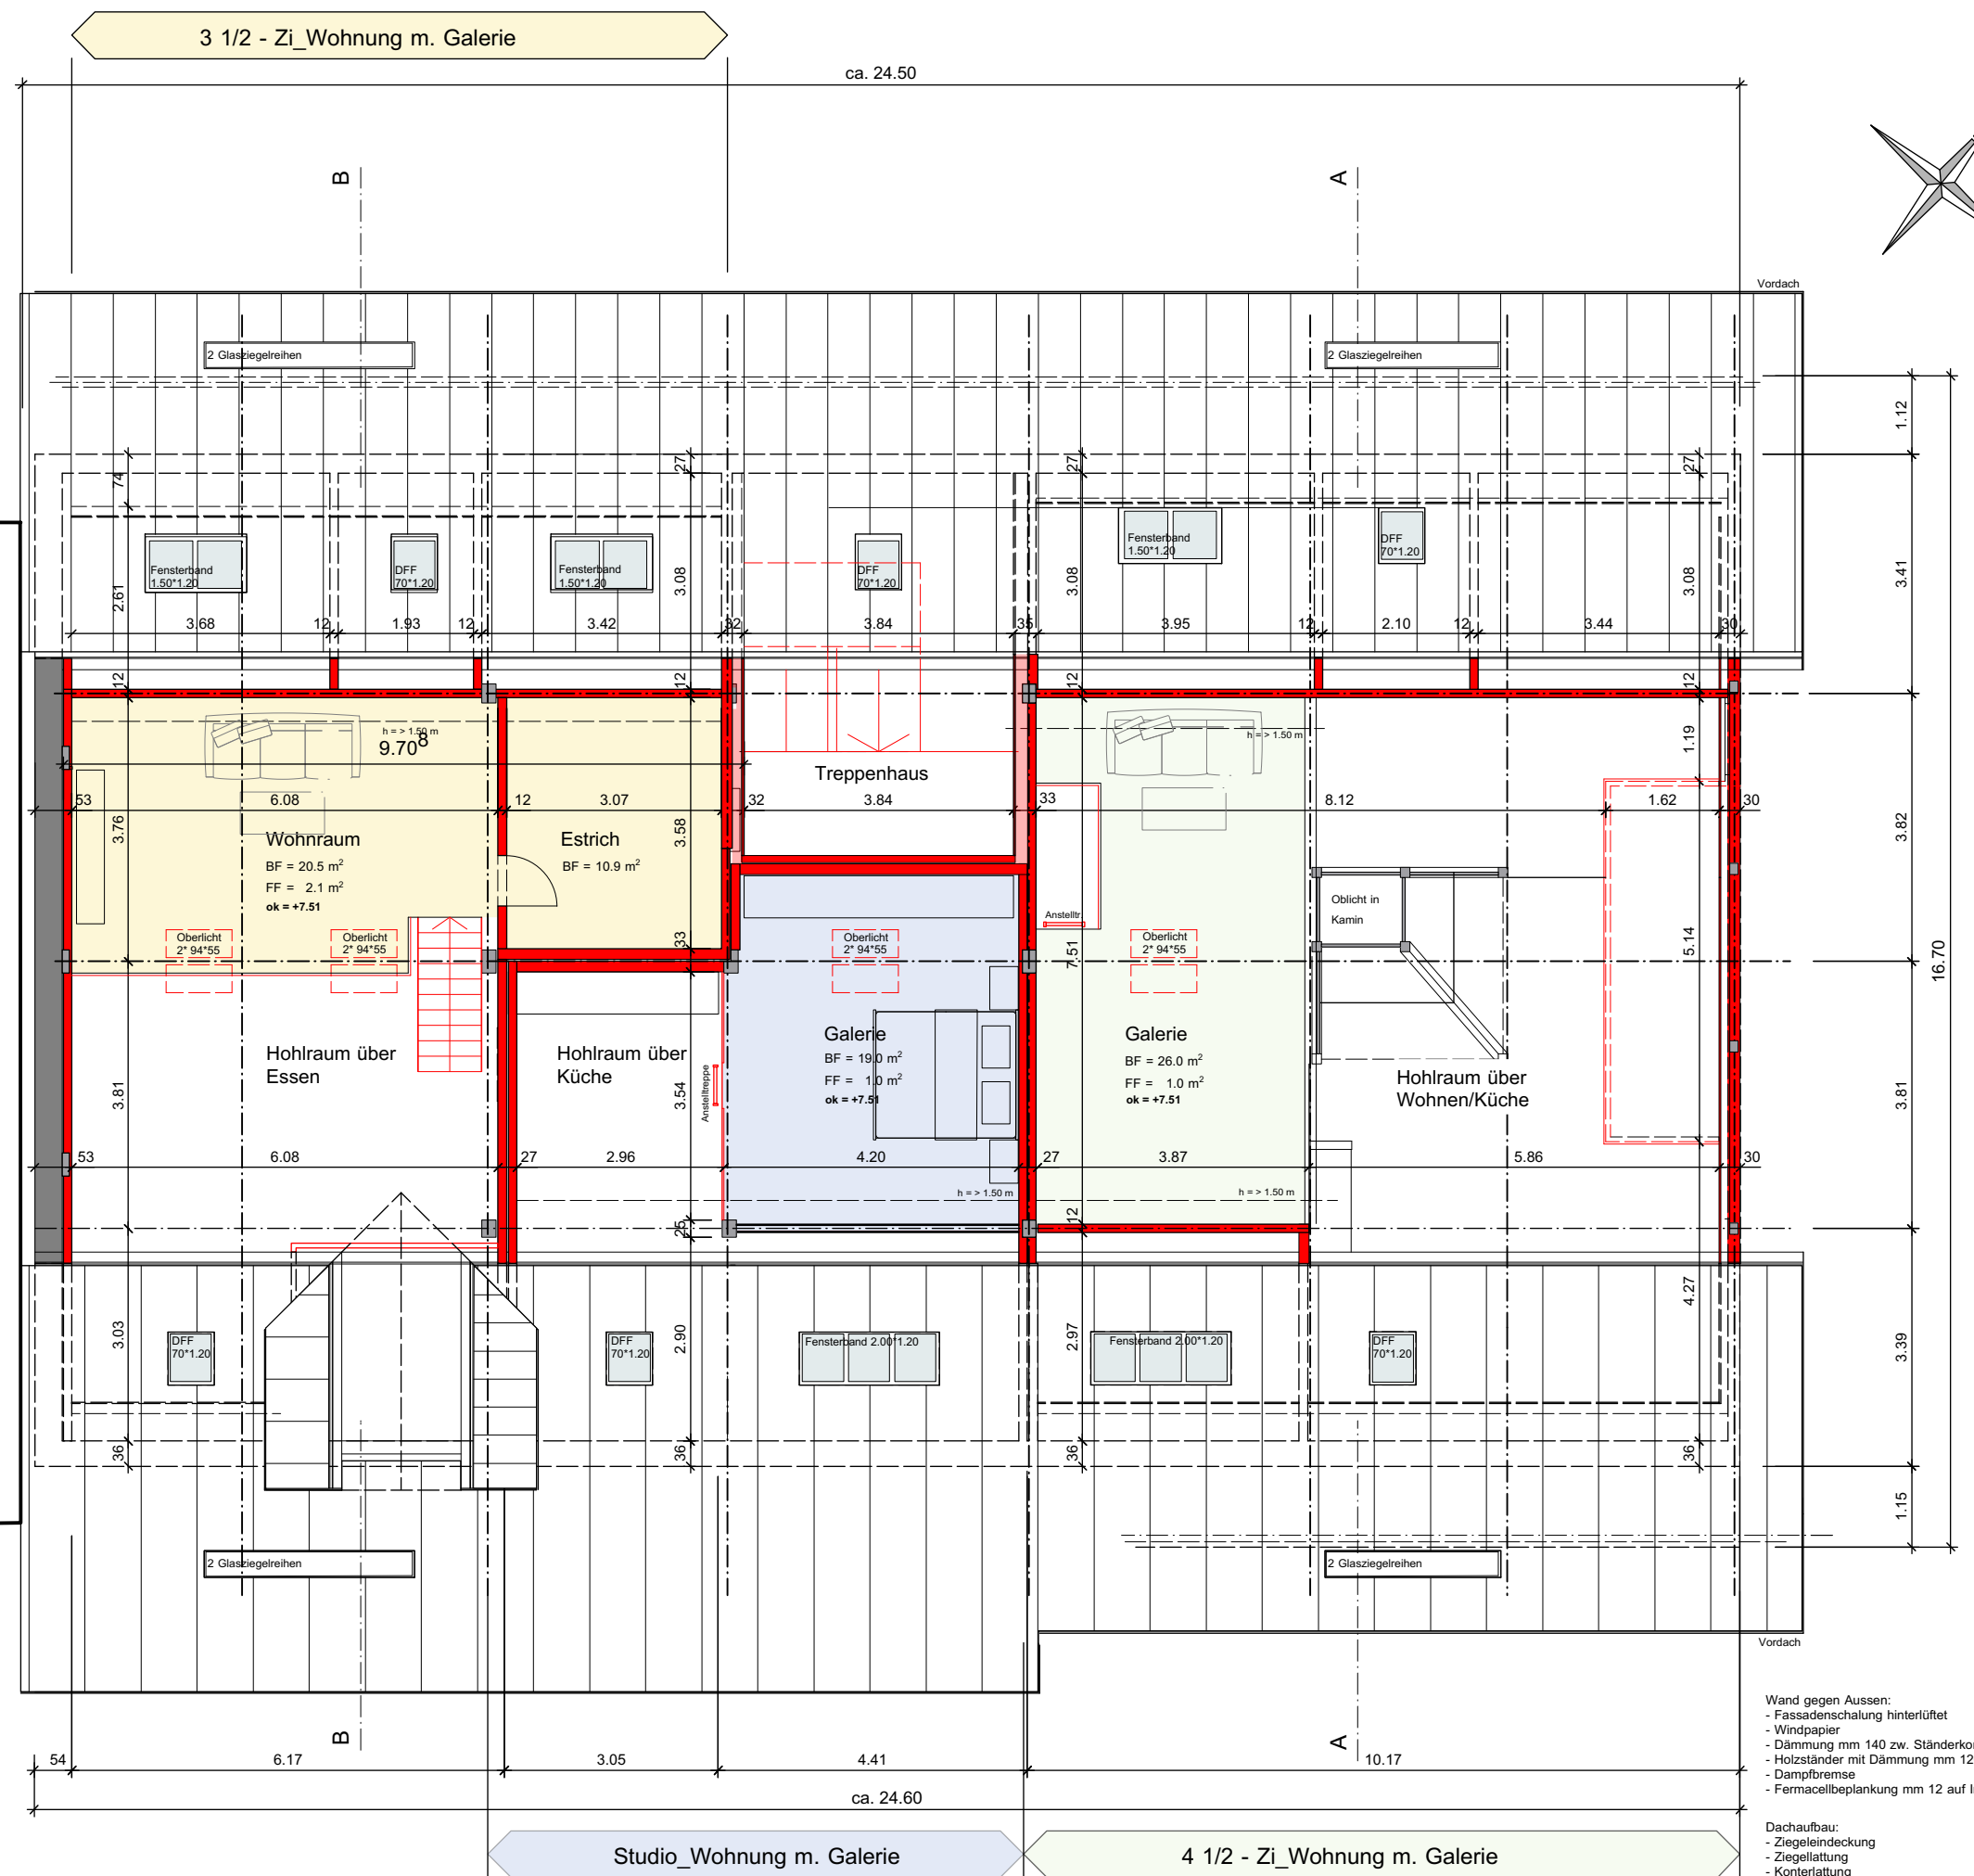 3 1/2 - Zi_Wohnung m. Galerie
ca. 24.50
B
A
Vordach
2 Glasziegelreihen
2 Glasziegelreihen
1.12
74
27
27
27
Fensterband
1.50*1.20
DFF
70*1.20
Fensterband
1.50*1.20
DFF
70*1.20
Fensterband
1.50*1.20
DFF
70*1.20
2.61
3.08
3.08
3.08
3.41
3.68
12
1.93
12
3.42
32
3.84
35
3.95
12
2.10
12
3.44
30
12
12
12
12
h = > 1.50 m
9.70⁸
h = > 1.50 m
1.19
Treppenhaus
53
6.08
12
3.07
32
3.84
33
8.12
1.62
30
3.76
3.58
3.82
Wohnraum
BF = 20.5 m²
FF = 2.1 m²
ok = +7.51
Estrich
BF = 10.9 m²
Oblicht in
Kamin
Anstelltr.
Oberlicht
2* 94*55
Oberlicht
2* 94*55
Oberlicht
2* 94*55
Oberlicht
2* 94*55
33
7.51
5.14
16.70
Hohlraum über
Essen
Hohlraum über
Küche
Galerie
BF = 19.0 m²
FF = 1.0 m²
ok = +7.51
Galerie
BF = 26.0 m²
FF = 1.0 m²
ok = +7.51
Hohlraum über
Wohnen/Küche
Anstelltreppe
3.81
3.54
3.81
53
6.08
27
2.96
4.20
27
3.87
5.86
30
h = > 1.50 m
h = > 1.50 m
25
12
3.03
2.90
2.97
4.27
3.39
DFF
70*1.20
DFF
70*1.20
Fensterband 2.00*1.20
Fensterband 2.00*1.20
DFF
70*1.20
36
36
36
36
1.15
2 Glasziegelreihen
2 Glasziegelreihen
Vordach
B
A
54
6.17
3.05
4.41
10.17
ca. 24.60
Studio_Wohnung m. Galerie
4 1/2 - Zi_Wohnung m. Galerie
Wand gegen Aussen:
- Fassadenschalung hinterlüftet
- Windpapier
- Dämmung mm 140 zw.
- Holzständer mit Dämmung mm 12
- Dampfbremse
- Fermacellbeplankung mm 12 auf
Dachaufbau:
- Ziegeleindeckung
- Ziegellattung
- Konterlattung